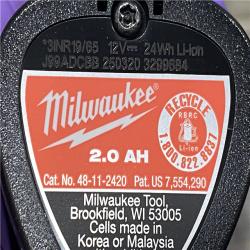 *3INR19/65 12V⎓ 24Wh Li-ion
J99ADCBB 250320 3299684
Milwaukee®
RECYCLE
RBRC
Li-ion
1.800.822.8837
2.0 AH
Cat. No. 48-11-2420 Pat. US 7,554,290
Milwaukee Tool,
Brookfield, WI 53005
Cells made in
Korea or Malaysia